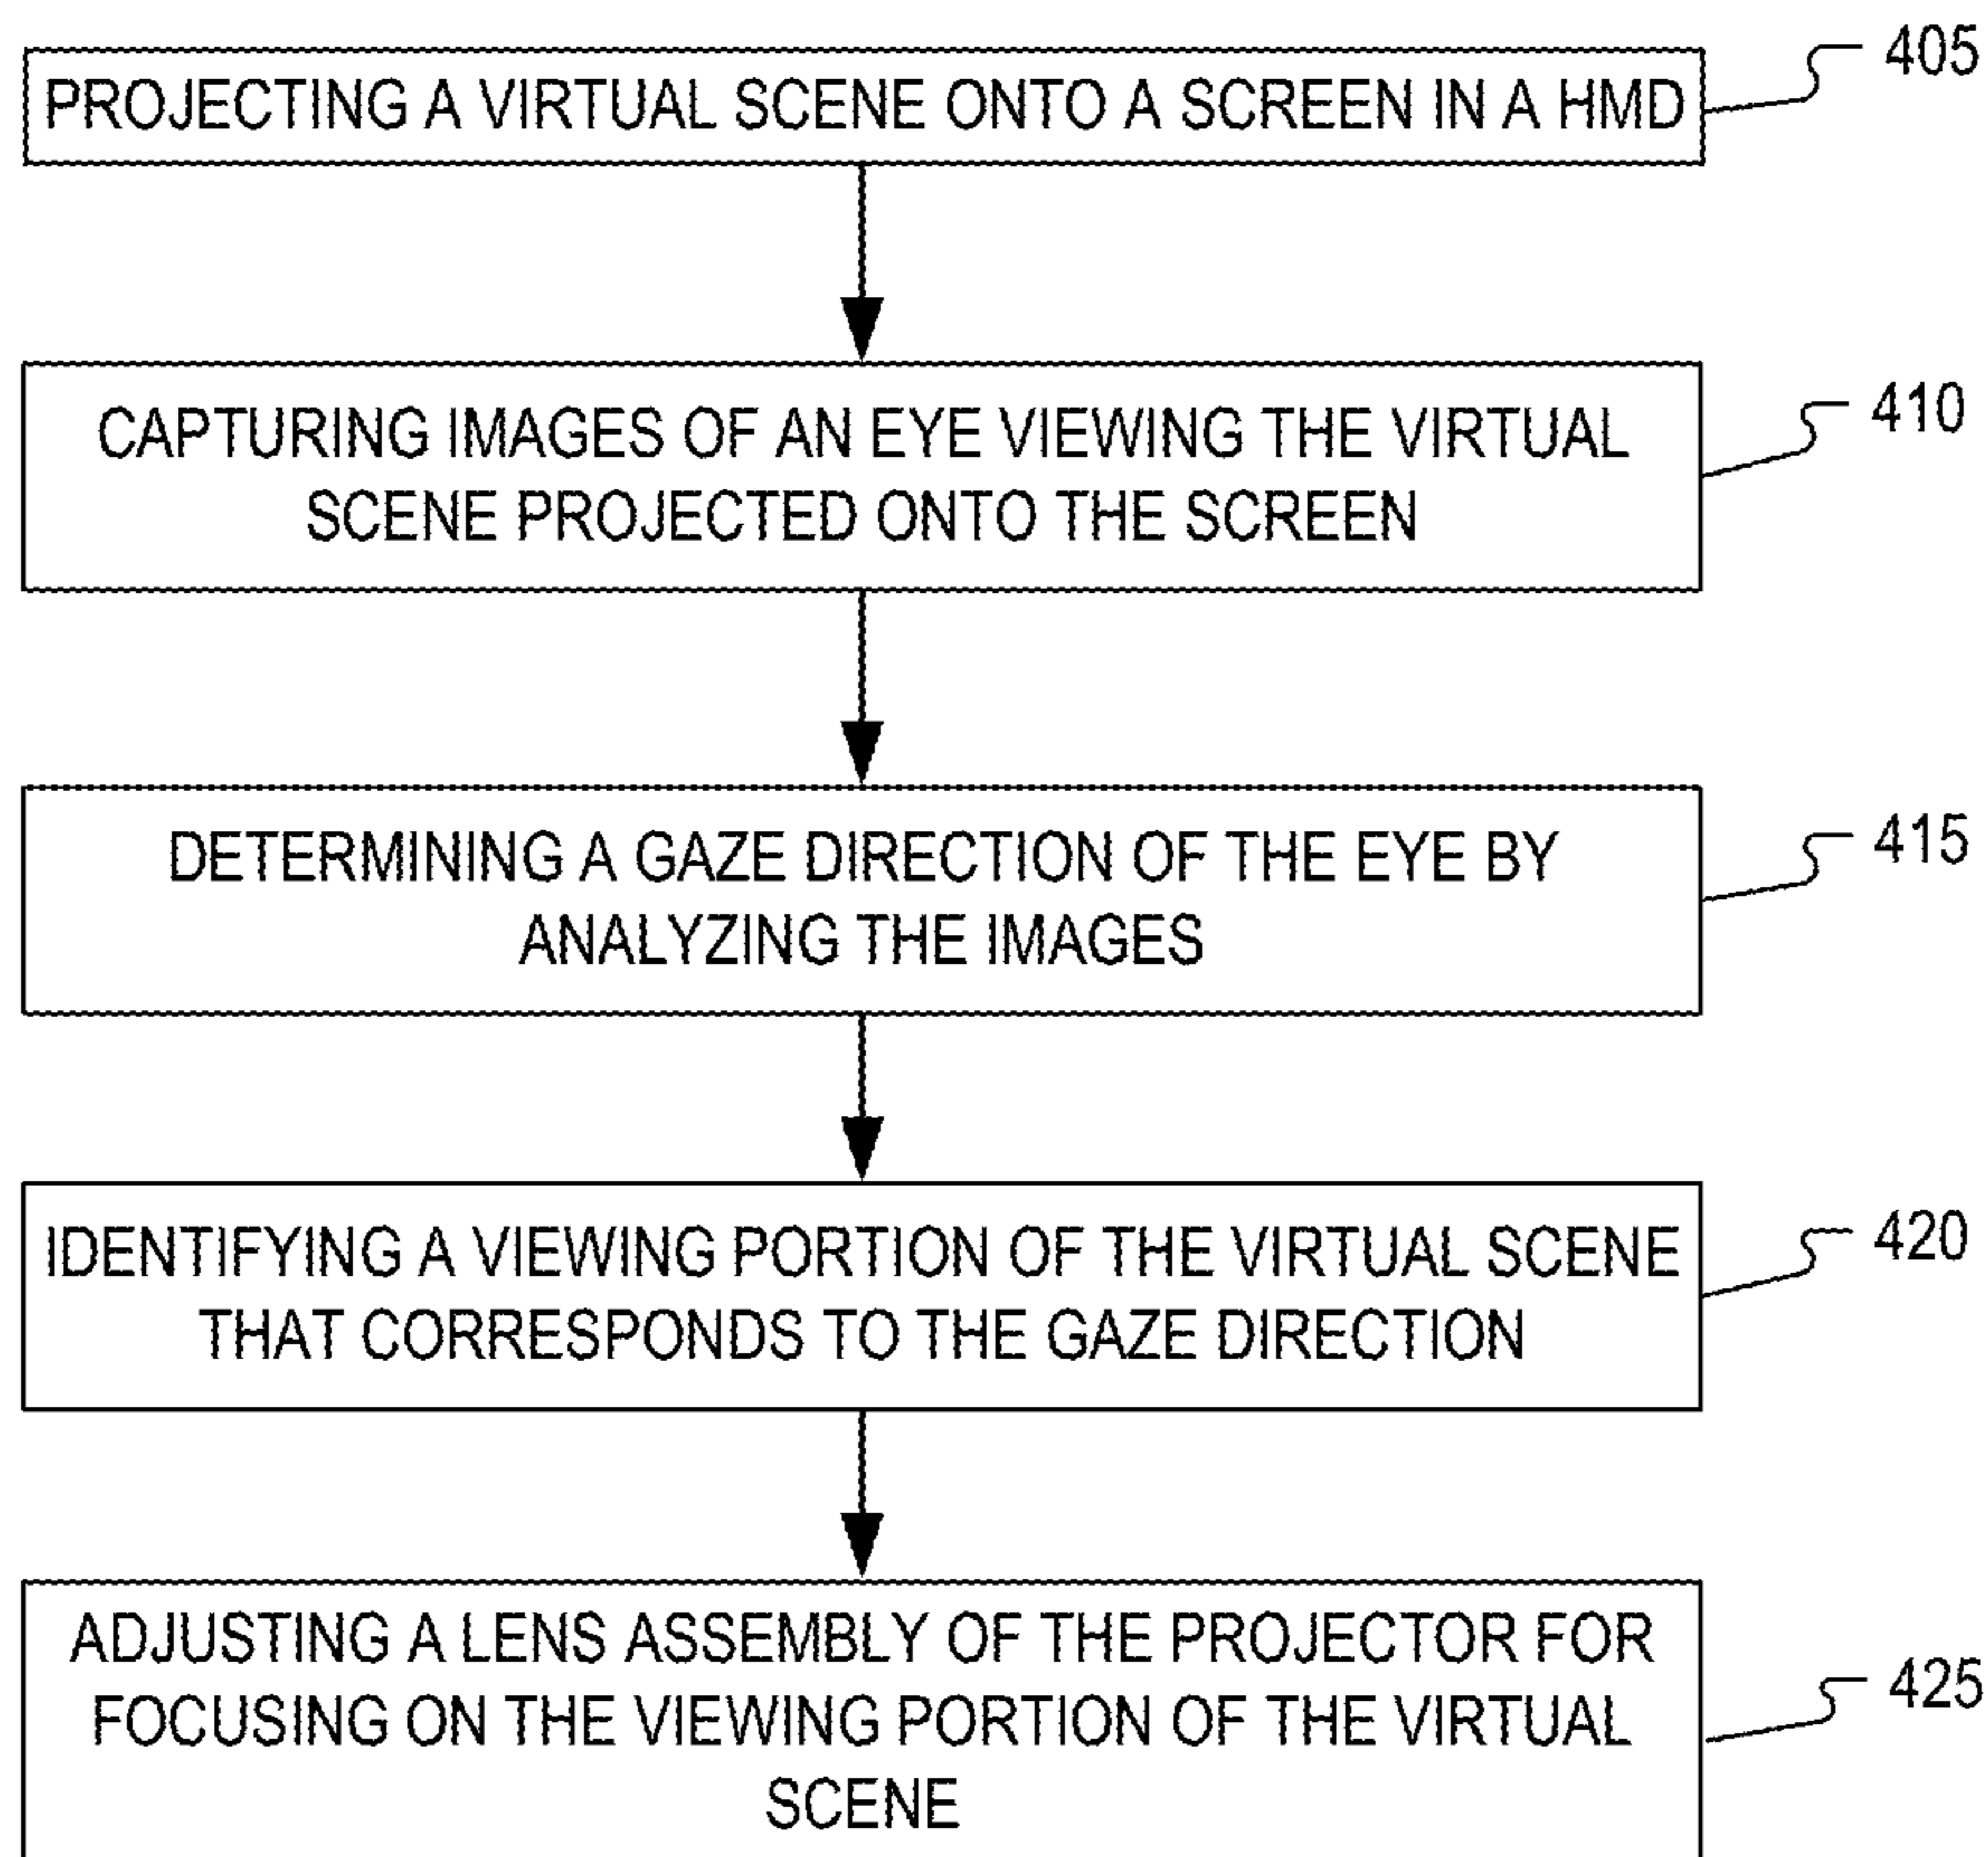 PROJECTING A VIRTUAL SCENE ONTO A SCREEN IN A HMD
405
CAPTURING IMAGES OF AN EYE VIEWING THE VIRTUAL
SCENE PROJECTED ONTO THE SCREEN
410
DETERMINING A GAZE DIRECTION OF THE EYE BY
ANALYZING THE IMAGES
415
IDENTIFYING A VIEWING PORTION OF THE VIRTUAL SCENE
THAT CORRESPONDS TO THE GAZE DIRECTION
420
ADJUSTING A LENS ASSEMBLY OF THE PROJECTOR FOR
FOCUSING ON THE VIEWING PORTION OF THE VIRTUAL
SCENE
425